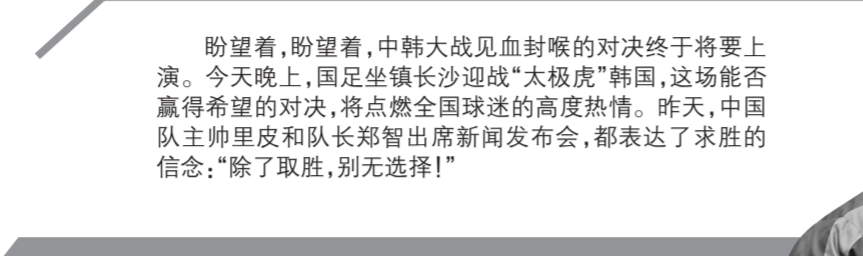 盼望着,盼望着,中韩大战见血封喉的对决终于将要上
演。今天晚上,国足坐镇长沙迎战“太极虎”韩国,这场能否
赢得希望的对决,将点燃全国球迷的高度热情。昨天,中国
队主帅里皮和队长郑智出席新闻发布会,都表达了求胜的
信念:“除了取胜,别无选择!”